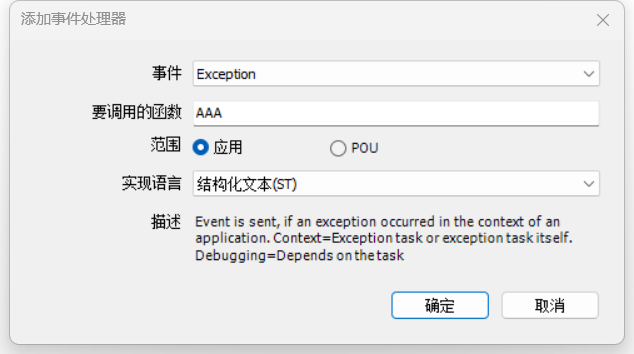 添加事件处理器
事件 Exception
要调用的函数 AAA
范围 应用 POU
实现语言 结构化文本(ST)
描述 Event is sent, if an exception occurred in the context of an
application. Context=Exception task or exception task itself.
Debugging=Depends on the task
确定 取消